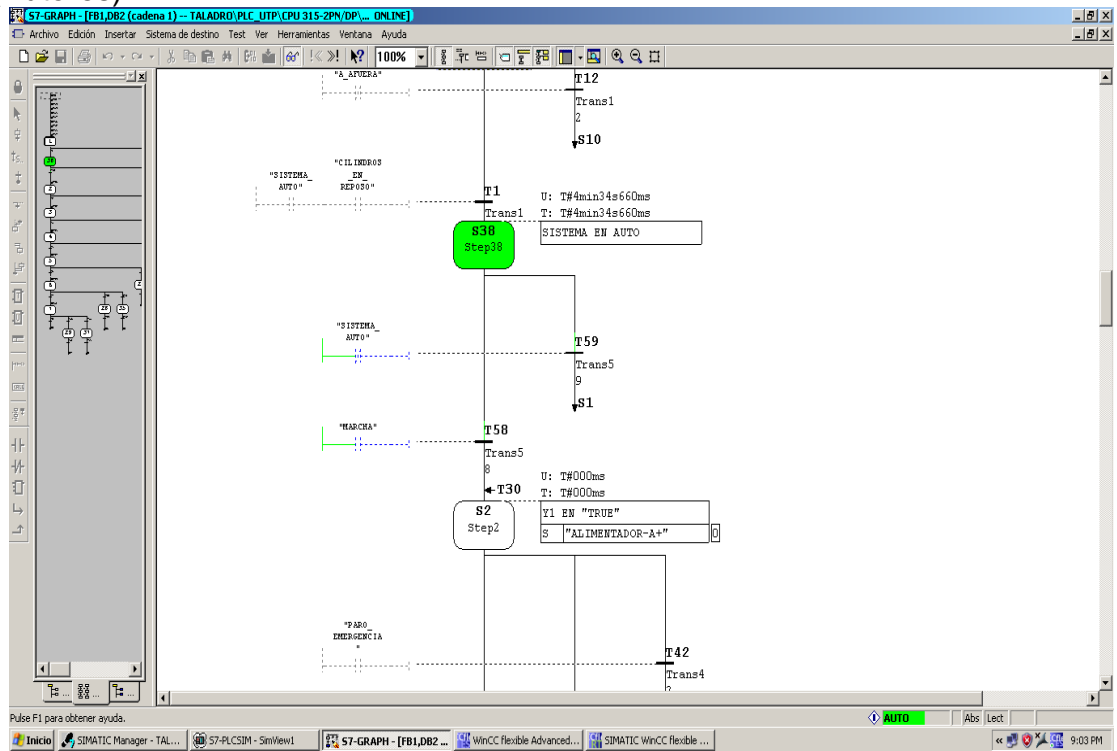 S7-GRAPH - [FB1,DB2 (cadena 1) -- TALADRO\PLC_UTP\CPU 315-2PN/DP\... ONLINE]
Archivo Edición Insertar Sistema de destino Test Ver Herramientas Ventana Ayuda
100%
"A_AFUERA"
T12
Trans1
2
S10
"SISTEMA_
AUTO"
"CILINDROS
_EN_
REPOSO"
T1
Trans1
U: T#4min34s660ms
T: T#4min34s660ms
S38
Step38
SISTEMA EN AUTO
"SISTEMA_
AUTO"
T59
Trans5
9
S1
"MARCHA"
T58
Trans5
8
T30
U: T#000ms
T: T#000ms
S2
Step2
Y1 EN "TRUE"
S "ALIMENTADOR-A+" 0
"PARO_
EMERGENCIA
"
T42
Trans4
Pulse F1 para obtener ayuda.
AUTO
Abs Lect
Inicio
SIMATIC Manager - TAL...
S7-PLCSIM - SimView1
S7-GRAPH - [FB1,DB2 ...
WinCC flexible Advanced...
SIMATIC WinCC flexible ...
9:03 PM